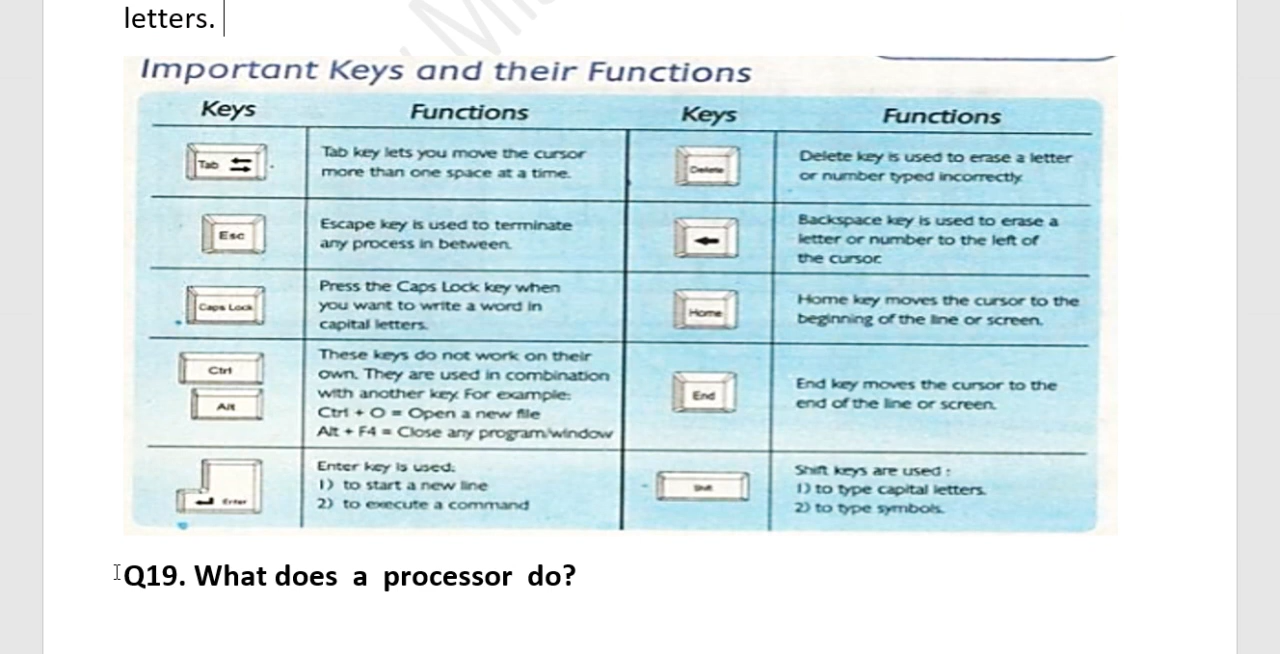 letters.
Important Keys and their Functions
Keys Functions Keys Functions
Tab
Tab key lets you move the cursor
more than one space at a time.
Delete
Delete key is used to erase a letter
or number typed incorrectly.
Esc
Escape key is used to terminate
any process in between.
Backspace key is used to erase a
letter or number to the left of
the cursor.
Caps Lock
Press the Caps Lock key when
you want to write a word in
capital letters.
Home
Home key moves the cursor to the
beginning of the line or screen.
Ctrl
Alt
These keys do not work on their
own. They are used in combination
with another key. For example:
Ctrl + O = Open a new file
Alt + F4 = Close any program/window
End
End key moves the cursor to the
end of the line or screen.
Enter
Enter key is used:
1) to start a new line
2) to execute a command
Shift
Shift keys are used :
1) to type capital letters.
2) to type symbols.
Q19. What does a processor do?